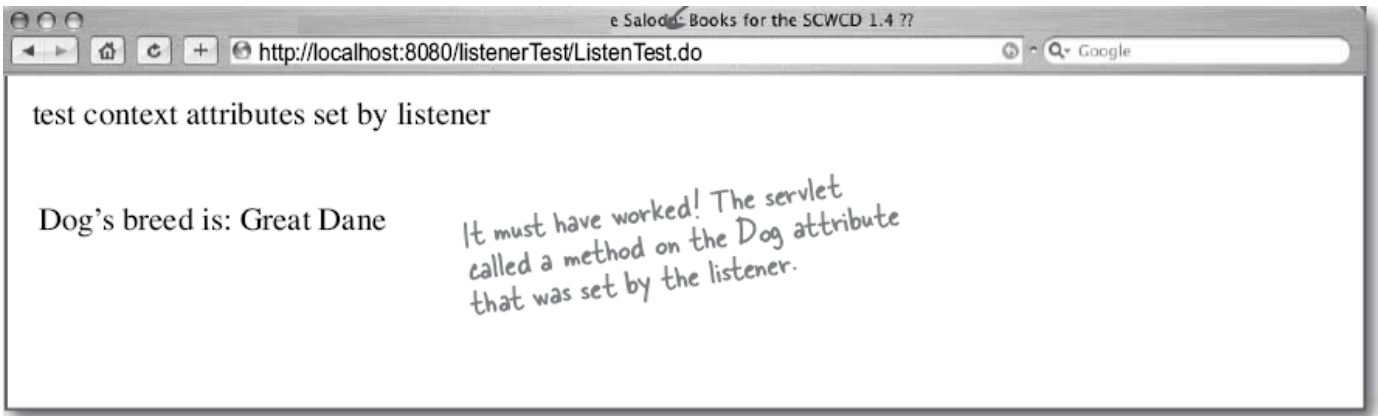 e Salode: Books for the SCWCD 1.4 ??
http://localhost:8080/listenerTest/ListenTest.do
Google
test context attributes set by listener
Dog's breed is: Great Dane
It must have worked! The servlet
called a method on the Dog attribute
that was set by the listener.